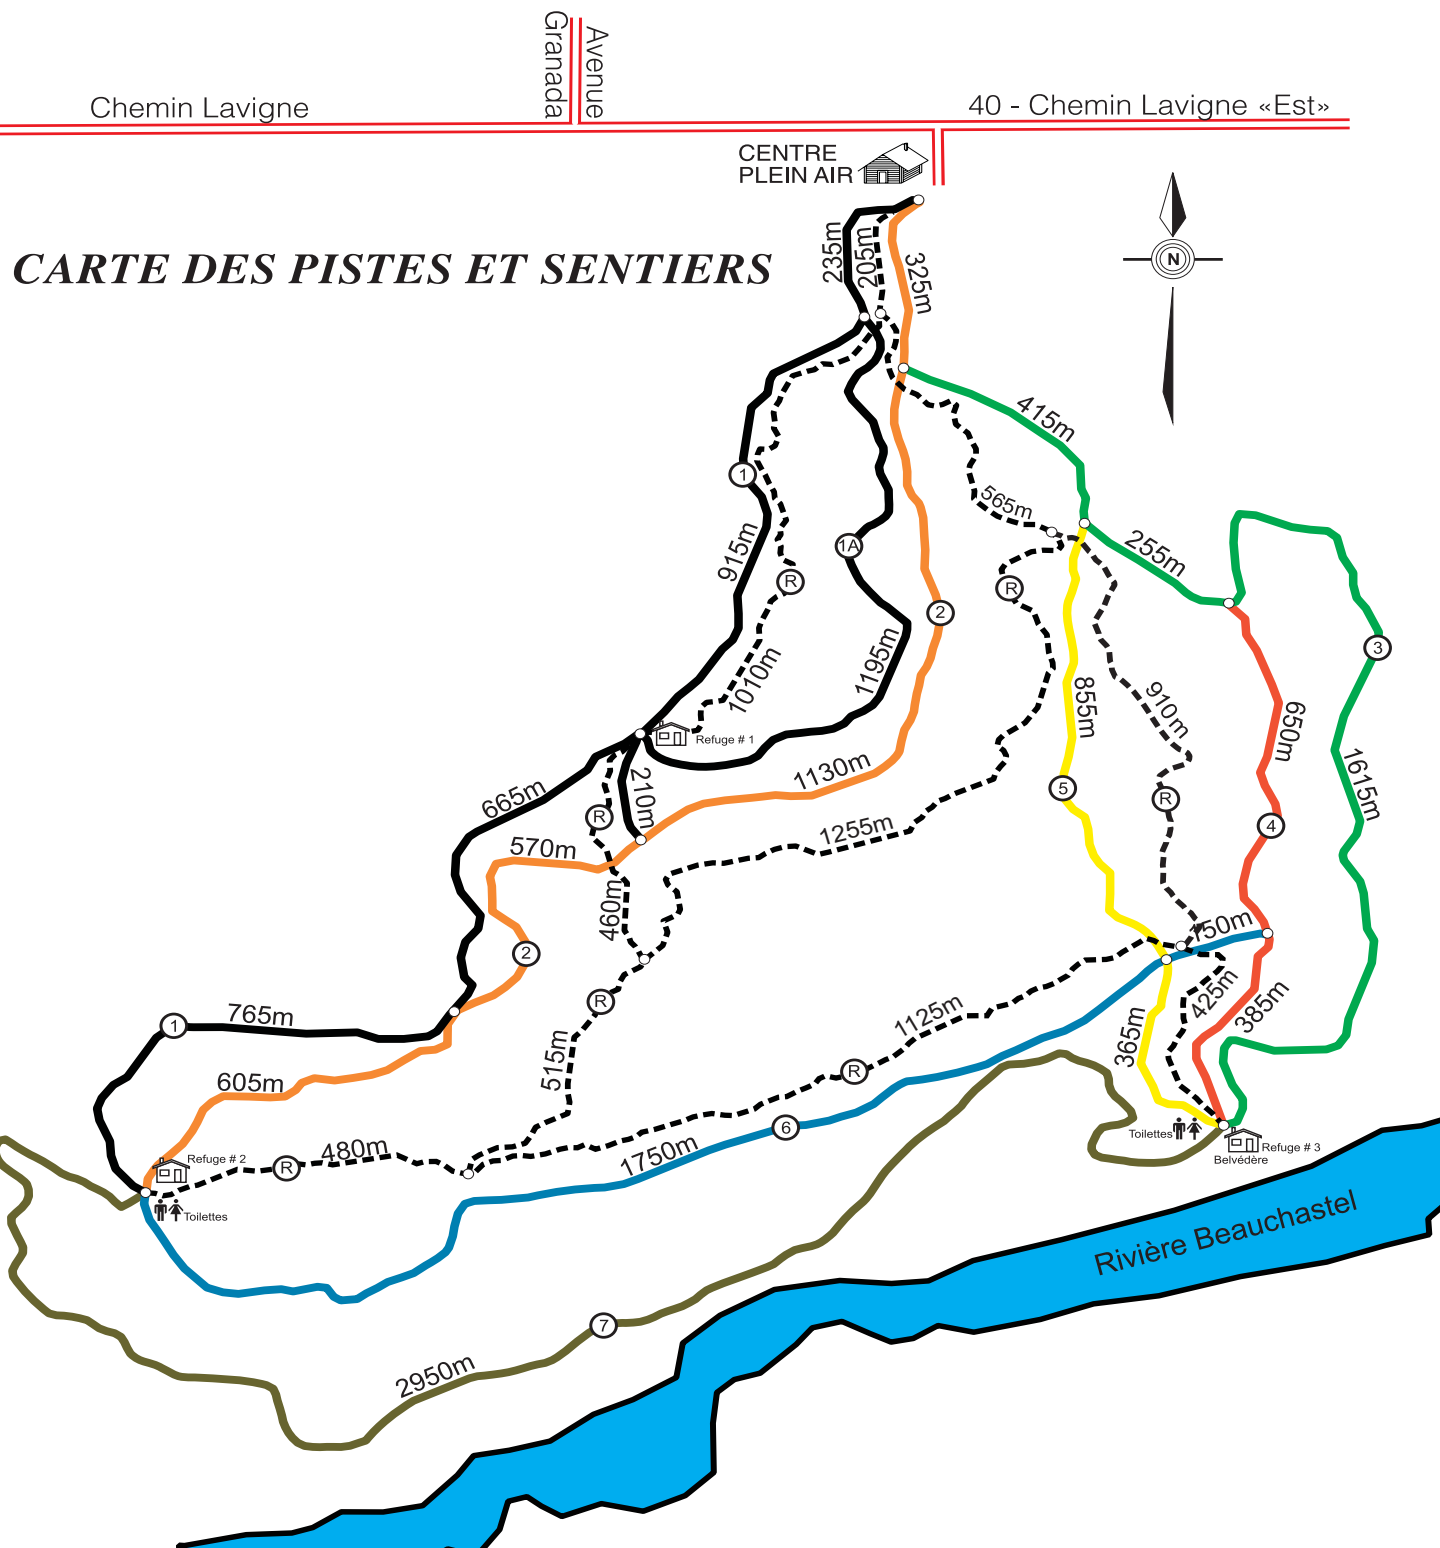 Granada
Avenue
Chemin Lavigne
40 - Chemin Lavigne «Est»
CENTRE
PLEIN AIR
CARTE DES PISTES ET SENTIERS
N
235m
205m
325m
415m
1
565m
255m
915m
1A
R
R
2
3
1010m
1195m
855m
910m
650m
Refuge # 1
665m
210m
1130m
5
R
1615m
R
570m
1255m
4
460m
2
150m
R
425m
385m
1
765m
1125m
365m
515m
605m
R
6
Toilettes
Refuge # 3
Belvédère
480m
Refuge # 2
R
1750m
Toilettes
Rivière Beauchastel
7
2950m